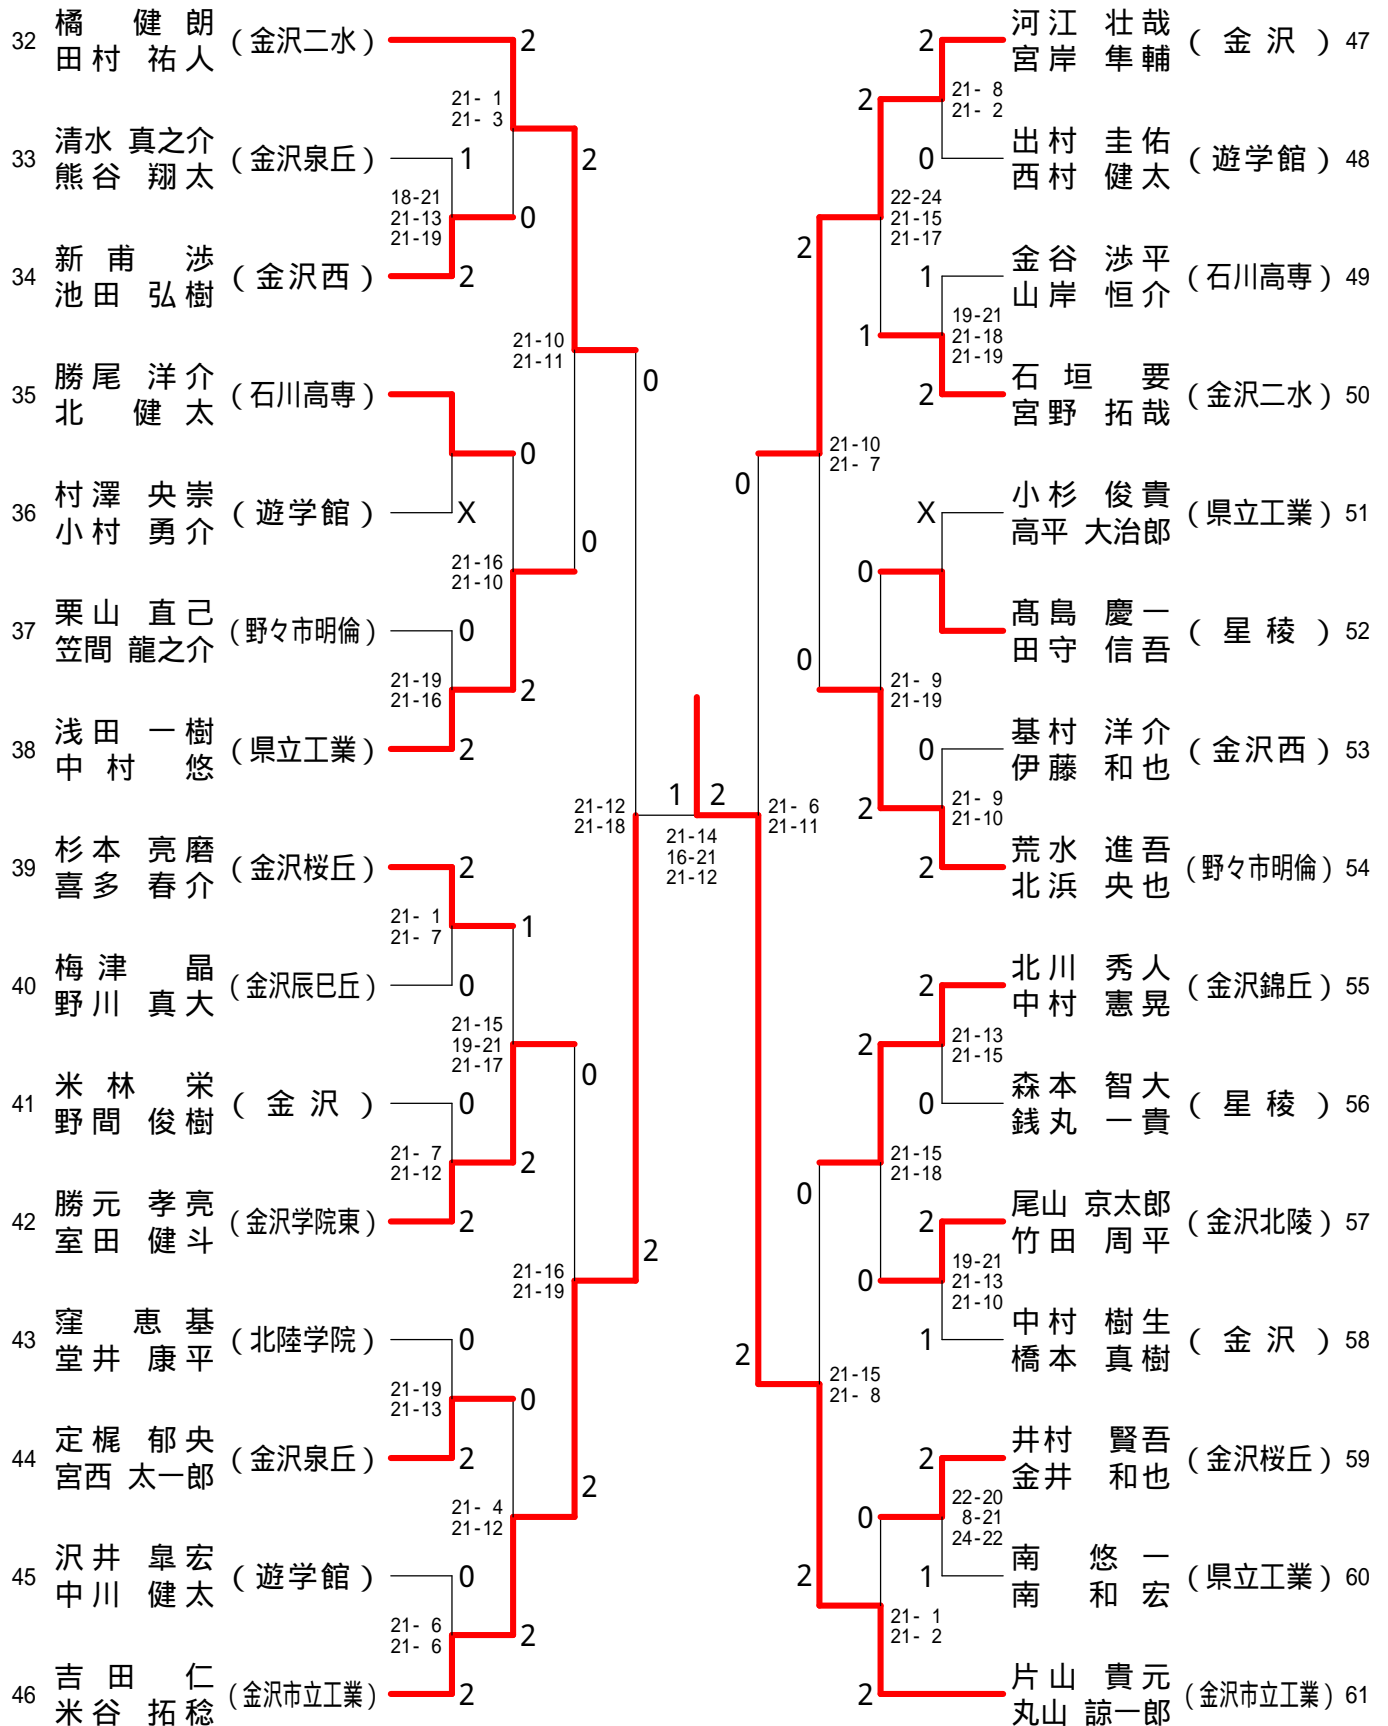 32 橘 健朗 田村 祐人 (金沢二水) 2
21- 1
21- 3
33 清水 真之介 熊谷 翔太 (金沢泉丘) 1
18-21
21-13
21-19
0
2
34 新甫 渉 池田 弘樹 (金沢西) 2
21-10
21-11
0
35 勝尾 洋介 北 健太 (石川高専)
0
36 村澤 央崇 小村 勇介 (遊学館) X
0
21-16
21-10
37 栗山 直己 笠間 龍之介 (野々市明倫) 0
21-19
21-16
2
38 浅田 一樹 中村 悠 (県立工業) 2
21-12
21-18
39 杉本 亮磨 喜多 春介 (金沢桜丘) 2
21- 1
21- 7
1
40 梅津 晶 野川 真大 (金沢辰巳丘) 0
21-15
19-21
21-17
0
41 米林 栄 野間 俊樹 (金沢) 0
21- 7
21-12
2
42 勝元 孝亮 室田 健斗 (金沢学院東) 2
21-16
21-19
2
43 窪 恵基 堂井 康平 (北陸学院) 0
21-19
21-13
0
44 定梶 郁央 宮西 太一郎 (金沢泉丘) 2
21- 4
21-12
2
45 沢井 皐宏 中川 健太 (遊学館) 0
21- 6
21- 6
2
46 吉田 仁 米谷 拓稔 (金沢市立工業) 2
1 2
21-14
16-21
21-12
2 河江 壮哉 宮岸 隼輔 (金沢) 47
2
21- 8
21- 2
0 出村 圭佑 西村 健太 (遊学館) 48
22-24
21-15
21-17
2
1 金谷 渉平 山岸 恒介 (石川高専) 49
19-21
21-18
21-19
1
2 石垣 要 宮野 拓哉 (金沢二水) 50
21-10
21- 7
0
X 小杉 俊貴 高平 大治郎 (県立工業) 51
0
髙島 慶一 田守 信吾 (星稜) 52
0
21- 9
21-19
0 基村 洋介 伊藤 和也 (金沢西) 53
21- 9
21-10
2
2 荒水 進吾 北浜 央也 (野々市明倫) 54
21- 6
21-11
2 北川 秀人 中村 憲晃 (金沢錦丘) 55
21-13
21-15
2
0 森本 智大 銭丸 一貴 (星稜) 56
21-15
21-18
0
2 尾山 京太郎 竹田 周平 (金沢北陵) 57
19-21
21-13
21-10
0
1 中村 樹生 橋本 真樹 (金沢) 58
2
21-15
21- 8
2 井村 賢吾 金井 和也 (金沢桜丘) 59
22-20
8-21
24-22
0
1 南 悠一 南 和宏 (県立工業) 60
2
21- 1
21- 2
2 片山 貴元 丸山 諒一郎 (金沢市立工業) 61